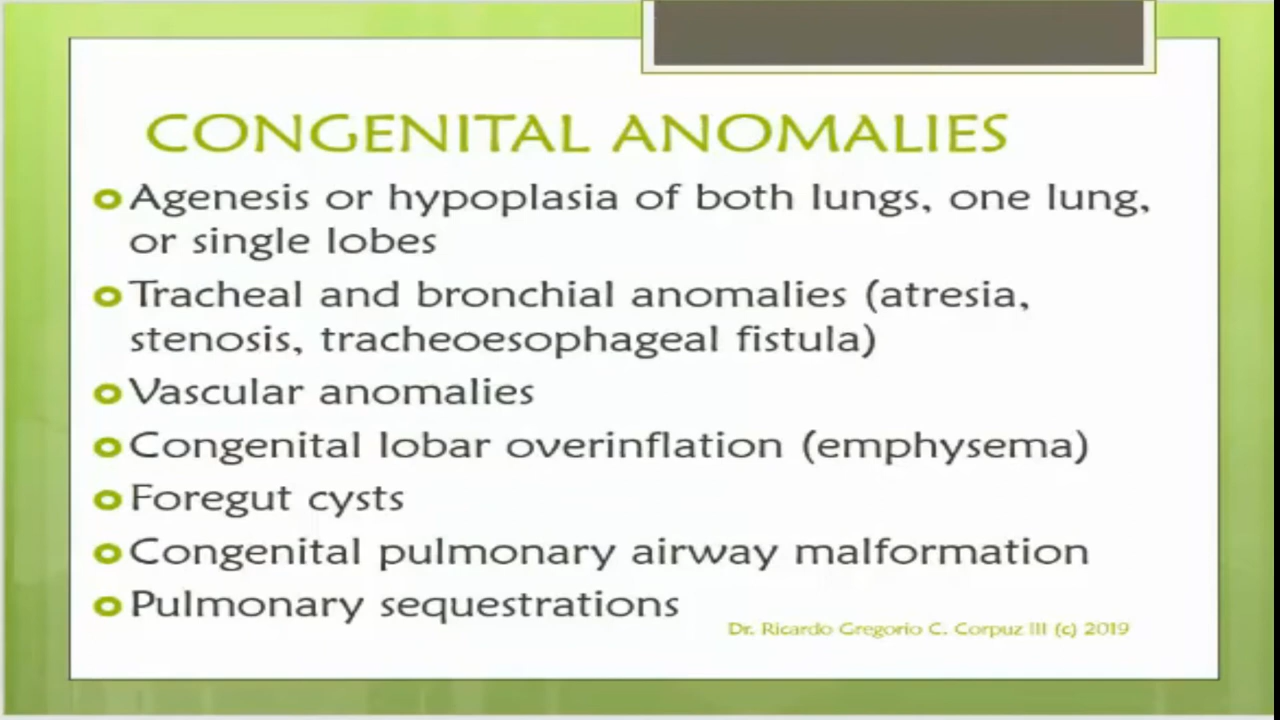 CONGENITAL ANOMALIES
Agenesis or hypoplasia of both lungs, one lung,
or single lobes
Tracheal and bronchial anomalies (atresia,
stenosis, tracheoesophageal fistula)
Vascular anomalies
Congenital lobar overinflation (emphysema)
Foregut cysts
Congenital pulmonary airway malformation
Pulmonary sequestrations
Dr. Ricardo Gregorio C. Corpuz III (c) 2019